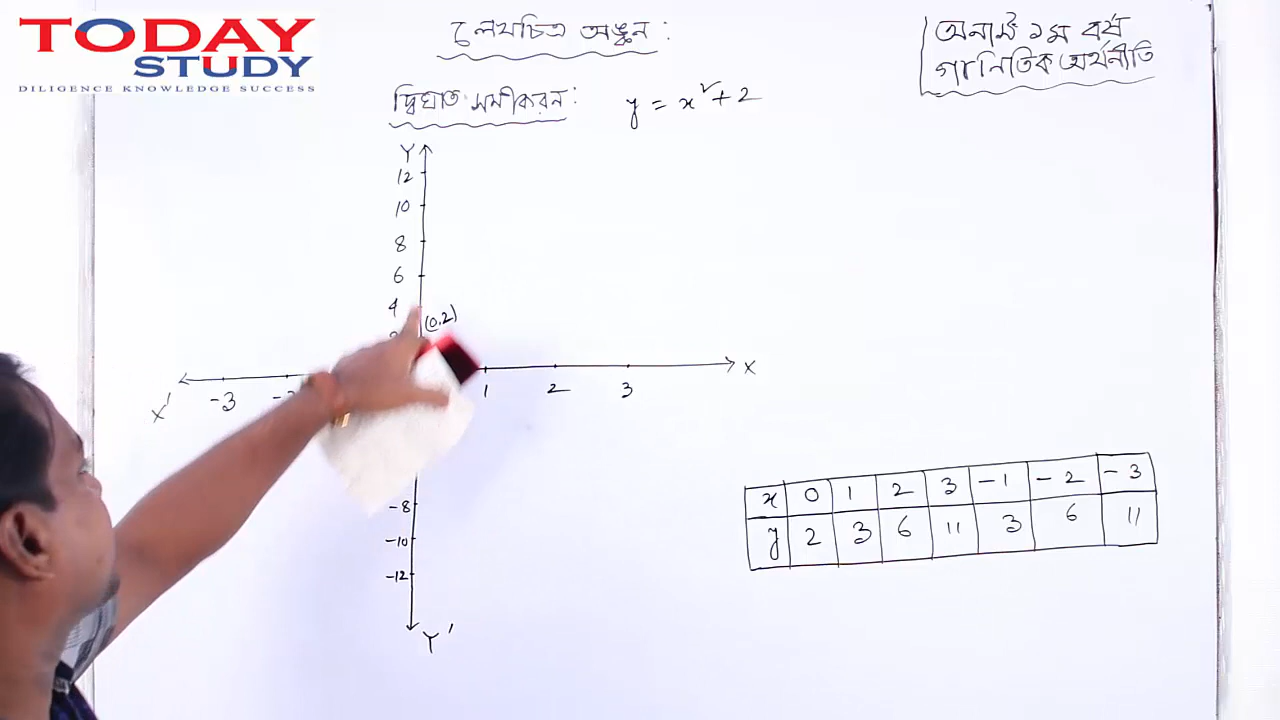 TODAY
STUDY
DILIGENCE KNOWLEDGE SUCCESS
লেখচিত্র অঙ্কন :
অনার্স ১ম বর্ষ
গাণিতিক অর্থনীতি
দ্বিঘাত সমীকরন : y = x² + 2
Y
12
10
8
6
4
(0,2)
X
-3
1 2 3
X'
-8
-10
-12
Y'
x 0 1 2 3 -1 -2 -3
y 2 3 6 11 3 6 11